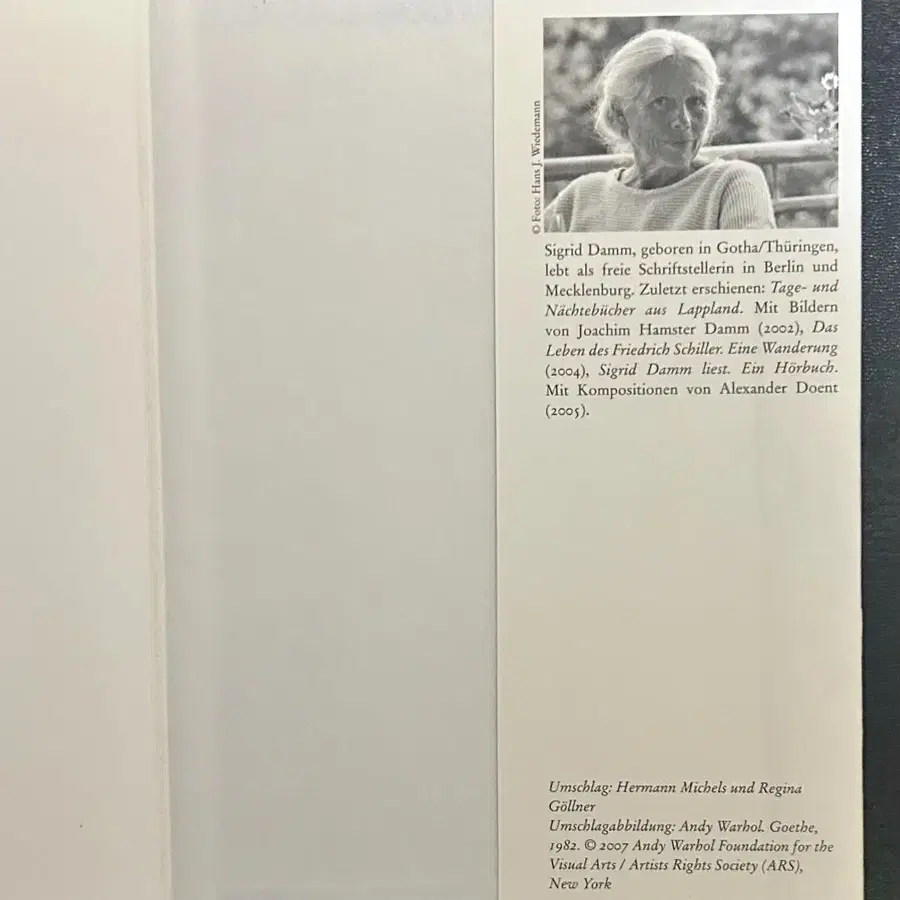 © Foto: Hans J. Wiedemann
Sigrid Damm, geboren in Gotha/Thüringen,
lebt als freie Schriftstellerin in Berlin und
Mecklenburg. Zuletzt erschienen: Tage- und
Nächtebücher aus Lappland. Mit Bildern
von Joachim Hamster Damm (2002), Das
Leben des Friedrich Schiller. Eine Wanderung
(2004), Sigrid Damm liest. Ein Hörbuch.
Mit Kompositionen von Alexander Doent
(2005).
Umschlag: Hermann Michels und Regina
Göllner
Umschlagabbildung: Andy Warhol. Goethe,
1982. © 2007 Andy Warhol Foundation for the
Visual Arts / Artists Rights Society (ARS),
New York